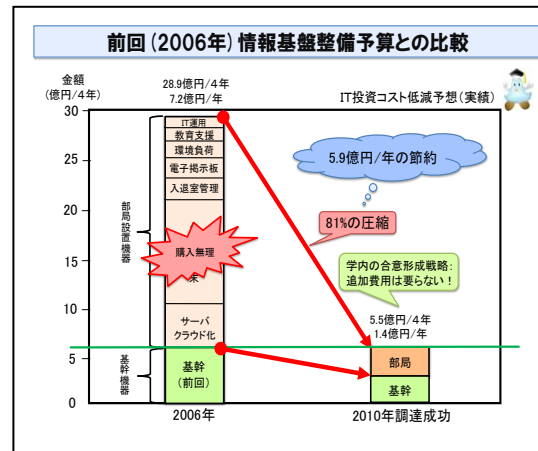 前回(2006年)情報基盤整備予算との比較
金額
(億円/4年)
28.9億円/4年
7.2億円/年
IT投資コスト低減予想(実績)
30
25
20
15
10
5
0
部局設置機器
基幹機器
IT運用
教育支援
環境負荷
電子掲示板
入退室管理
購入無理
サーバ
クラウド化
基幹
(前回)
5.9億円/年の節約
81%の圧縮
学内の合意形成戦略:
追加費用は要らない!
5.5億円/4年
1.4億円/年
部局
基幹
2006年
2010年調達成功